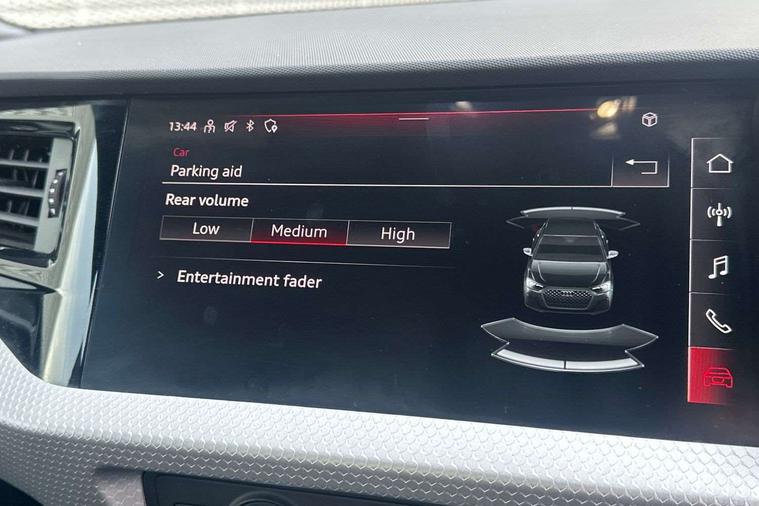 13:44
Car
Parking aid
Rear volume
Low Medium High
> Entertainment fader